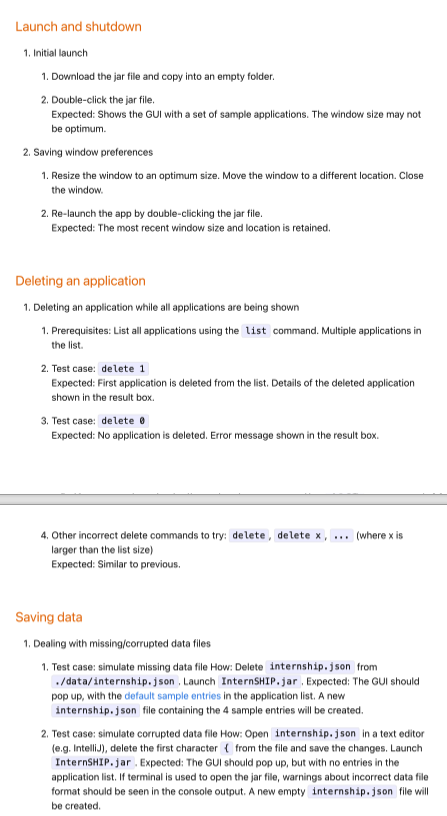 Launch and shutdown
1. Initial launch
1. Download the jar file and copy into an empty folder.
2. Double-click the jar file.
Expected: Shows the GUI with a set of sample applications. The window size may not
be optimum.
2. Saving window preferences
1. Resize the window to an optimum size. Move the window to a different location. Close
the window.
2. Re-launch the app by double-clicking the jar file.
Expected: The most recent window size and location is retained.
Deleting an application
1. Deleting an application while all applications are being shown
1. Prerequisites: List all applications using the list command. Multiple applications in
the list.
2. Test case: delete 1
Expected: First application is deleted from the list. Details of the deleted application
shown in the result box.
3. Test case: delete 0
Expected: No application is deleted. Error message shown in the result box.
4. Other incorrect delete commands to try: delete, delete x, ... (where x is
larger than the list size)
Expected: Similar to previous.
Saving data
1. Dealing with missing/corrupted data files
1. Test case: simulate missing data file How: Delete internship.json from
./data/internship.json. Launch InternSHIP.jar. Expected: The GUI should
pop up, with the default sample entries in the application list. A new
internship.json file containing the 4 sample entries will be created.
2. Test case: simulate corrupted data file How: Open internship.json in a text editor
(e.g. IntelliJ), delete the first character { from the file and save the changes. Launch
InternSHIP.jar. Expected: The GUI should pop up, but with no entries in the
application list. If terminal is used to open the jar file, warnings about incorrect data file
format should be seen in the console output. A new empty internship.json file will
be created.